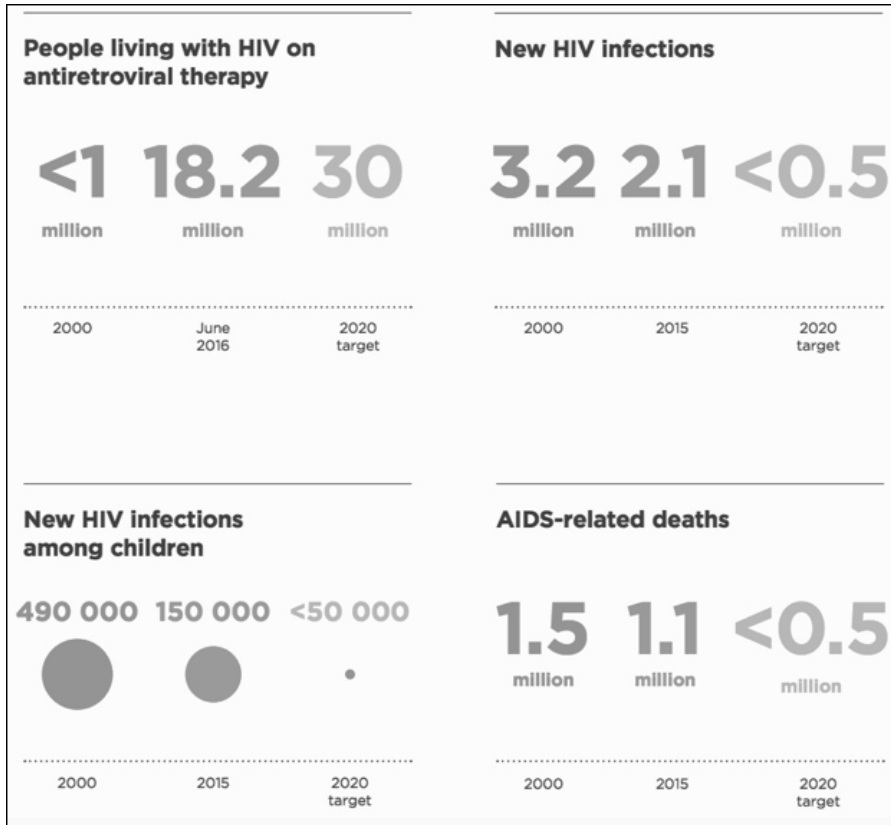 People living with HIV on
antiretroviral therapy
<1 18.2 30
million million million
2000 June 2016 2020 target
New HIV infections
3.2 2.1 <0.5
million million million
2000 2015 2020 target
New HIV infections
among children
490 000 150 000 <50 000
2000 2015 2020 target
AIDS-related deaths
1.5 1.1 <0.5
million million million
2000 2015 2020 target